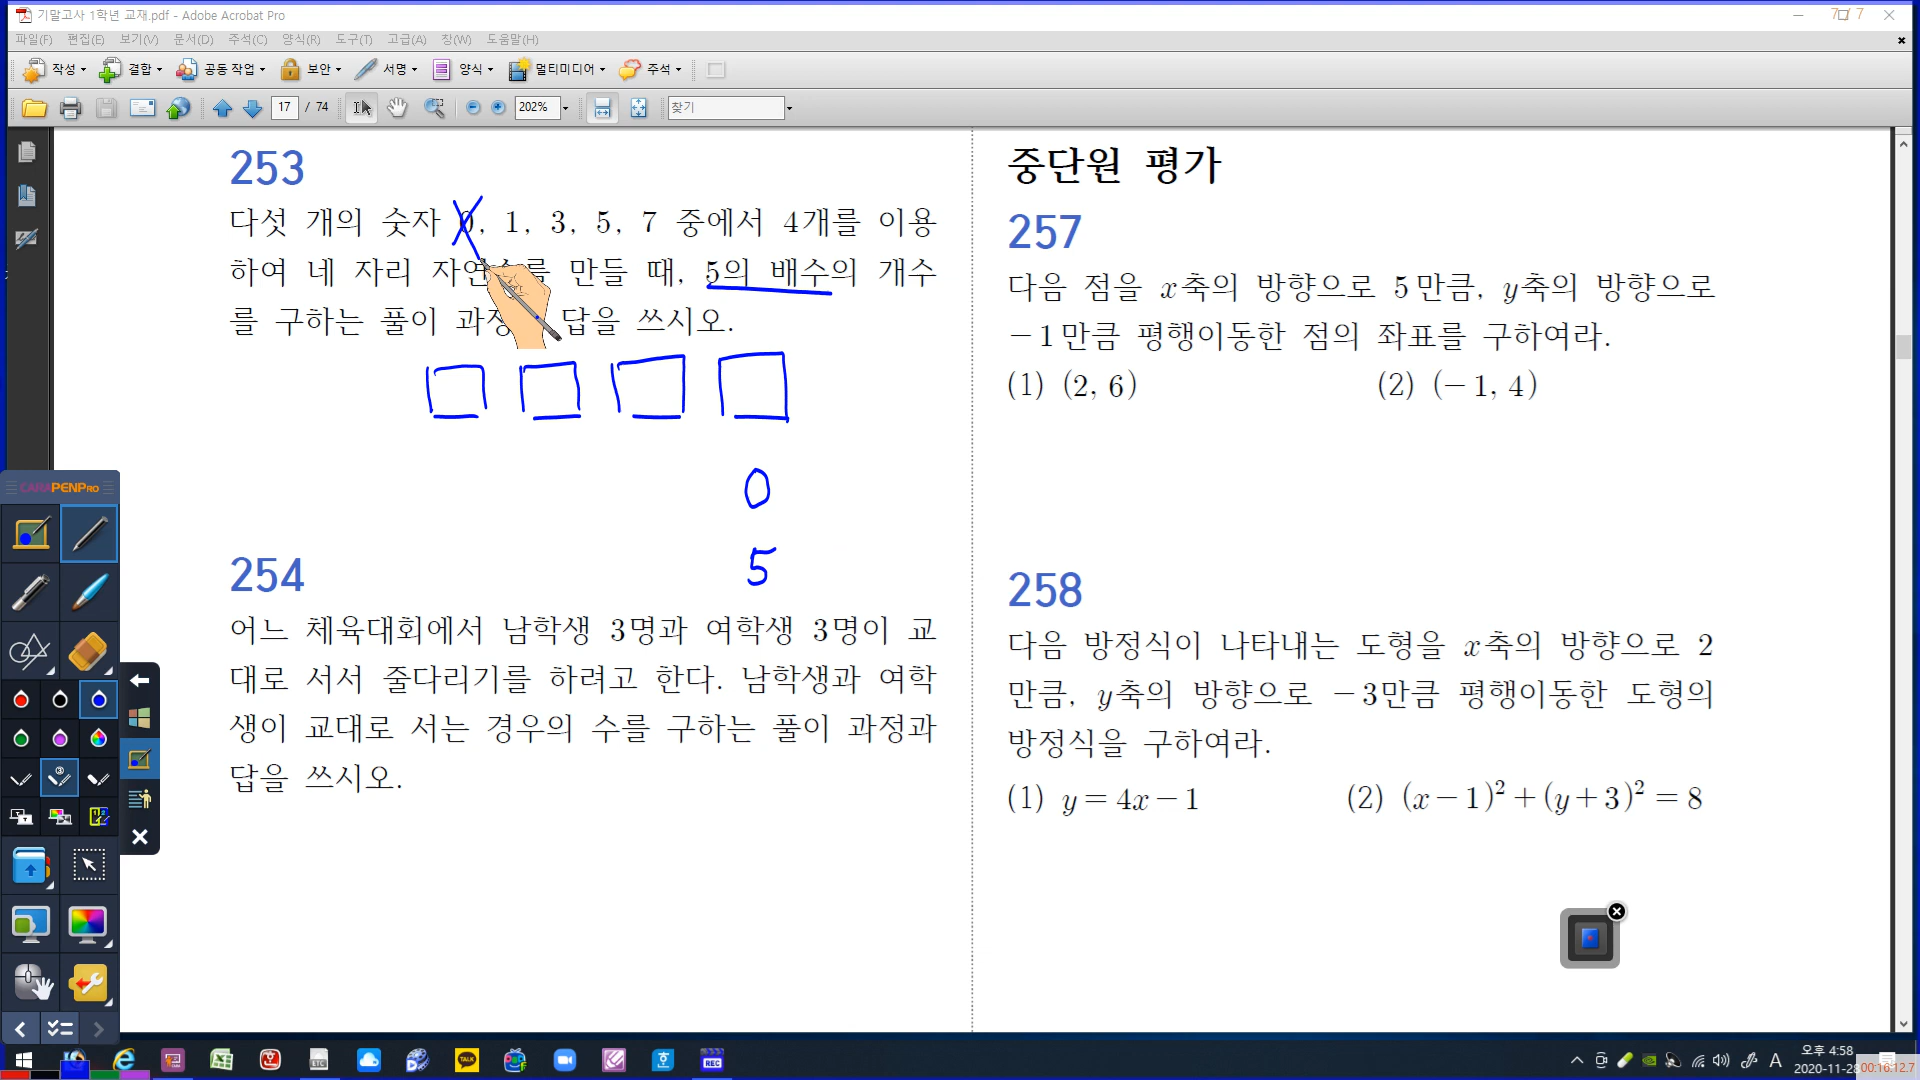 기말고사 1학년 교재.pdf - Adobe Acrobat Pro
7 / 7
파일(F) 편집(E) 보기(V) 문서(D) 주석(C) 양식(R) 도구(T) 고급(A) 창(W) 도움말(H)
작성 결합 공동 작업 보안 서명 양식 멀티미디어 주석
17 / 74 202% 찾기
253
다섯 개의 숫자 0, 1, 3, 5, 7 중에서 4개를 이용
하여 네 자리 자연수를 만들 때, 5의 배수의 개수
를 구하는 풀이 과정 답을 쓰시오.
0
5
254
어느 체육대회에서 남학생 3명과 여학생 3명이 교
대로 서서 줄다리기를 하려고 한다. 남학생과 여학
생이 교대로 서는 경우의 수를 구하는 풀이 과정과
답을 쓰시오.
중단원 평가
257
다음 점을 x축의 방향으로 5만큼, y축의 방향으로
-1만큼 평행이동한 점의 좌표를 구하여라.
(1) (2, 6) (2) (-1, 4)
258
다음 방정식이 나타내는 도형을 x축의 방향으로 2
만큼, y축의 방향으로 -3만큼 평행이동한 도형의
방정식을 구하여라.
(1) y=4x-1 (2) (x-1)²+(y+3)²=8
CARAPENPRO
TALK
REC
A
오후 4:58
2020-11-28
00:16:12.7